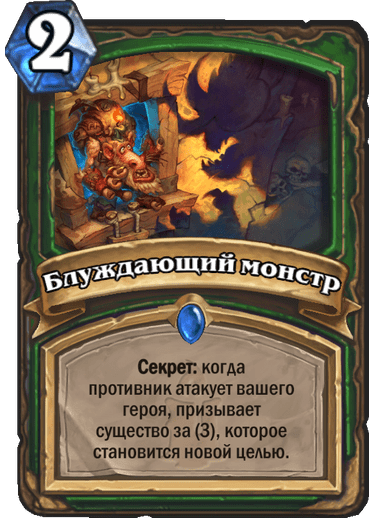 2
Блуждающий монстр
Секрет: когда
противник атакует вашего
героя, призывает
существо за (3), которое
становится новой целью.